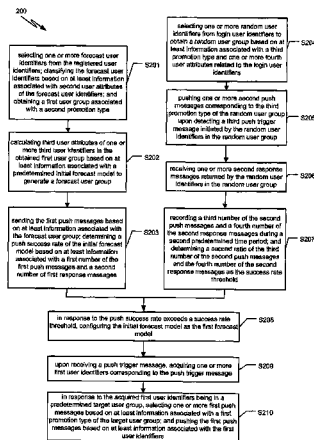 200
selecting one or more forecast user
identifiers from the registered user
identifiers; classifying the forecast user
identifiers based on at least information
associated with second user attributes of
the forecast user identifiers; and
obtaining a first user group associated
with a second promotion type
S201
calculating third user attributes of one or
more third user identifiers in the
obtained first user group based on at least
information associated with a
predetermined initial forecast model to
generate a forecast user group
S202
sending the first push messages based
on at least information associated with
the forecast user group; determining a
push success rate of the initial forecast
model based on at least information
associated with a first number of the
first push messages and a second
number of first response messages
S203
selecting one or more random user
identifiers from login user identifiers to
obtain a random user group based on at
least information associated with a third
promotion type and one or more fourth
user attributes related to the login user
identifiers
S204
pushing one or more second push
messages corresponding to the third
promotion type of the random user group
upon detecting a third push trigger
message initiated by the random user
identifiers in the random user group
S205
receiving one or more second response
messages returned by the random user
identifiers in the random user group
S206
recording a third number of the second
push messages and a fourth number of
the second response messages during a
second predetermined time period; and
determining a second ratio of the third
number of the second push messages
and the fourth number of the second
response messages as the success rate
threshold
S207
in response to the push success rate exceeds a success rate
threshold, configuring the initial forecast model as the first forecast
model
S208
upon receiving a push trigger message, acquiring one or more
first user identifiers corresponding to the push trigger message
S209
in response to the acquired first user identifiers being in a
predetermined target user group, selecting one or more first push
messages based on at least information associated with a first
promotion type of the target user group; and pushing the first push
messages based on at least information associated with the first
user identifiers
S210